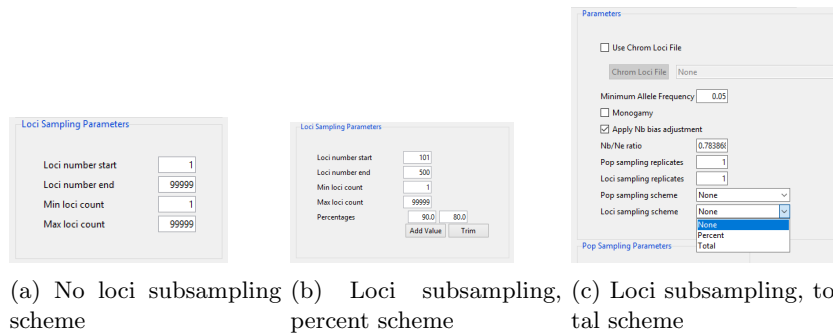 Loci Sampling Parameters
Loci number start 1
Loci number end 99999
Min loci count 1
Max loci count 99999
Loci Sampling Parameters
Loci number start 101
Loci number end 500
Min loci count 1
Max loci count 99999
Percentages 90.0 80.0
Add Value Trim
Parameters
Use Chrom Loci File
Chrom Loci File None
Minimum Allele Frequency 0.05
Monogamy
Apply Nb bias adjustment
Nb/Ne ratio
Pop sampling replicates 1
Loci sampling replicates 1
Pop sampling scheme None
Loci sampling scheme None
None
Percent
Total
Pop Sampling Parameters
(a) No loci subsampling
scheme
(b) Loci subsampling,
percent scheme
(c) Loci subsampling, to
tal scheme